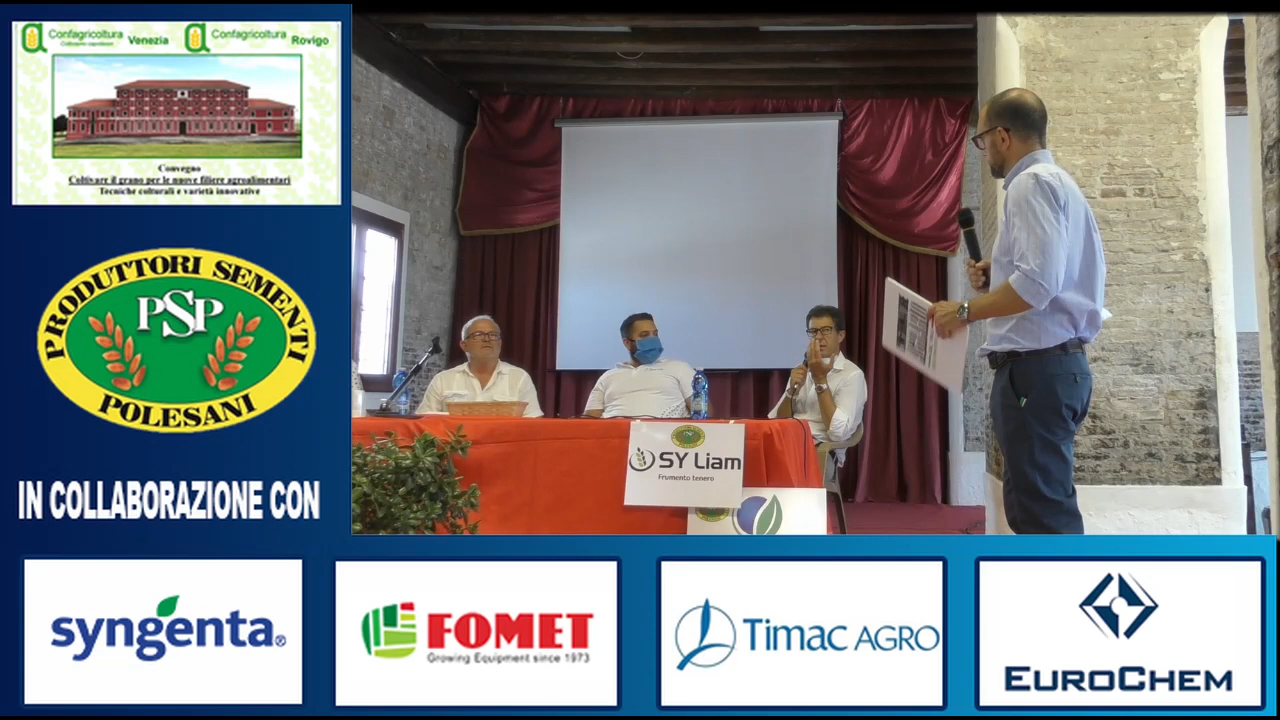 Confagricoltura
Venezia
Confagricoltura
Rovigo
Convegno
Coltivare il grano per le nuove filiere agroalimentari
Tecniche colturali e varietà innovative
PRODUTTORI SEMENTI
PSP
POLESANI
IN COLLABORAZIONE CON
SY Liam
Frumento tenero
syngenta®
FOMET
Growing Equipment since 1973
Timac AGRO
EUROCHEM